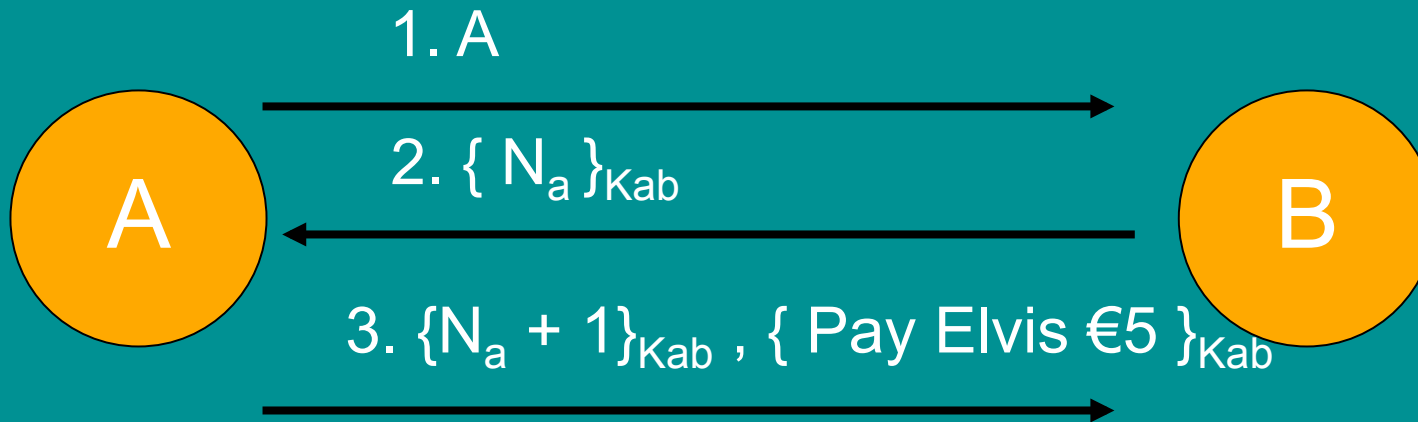 1. A
2. { Na }Kab
A
B
3. {Na + 1}Kab , { Pay Elvis €5 }Kab